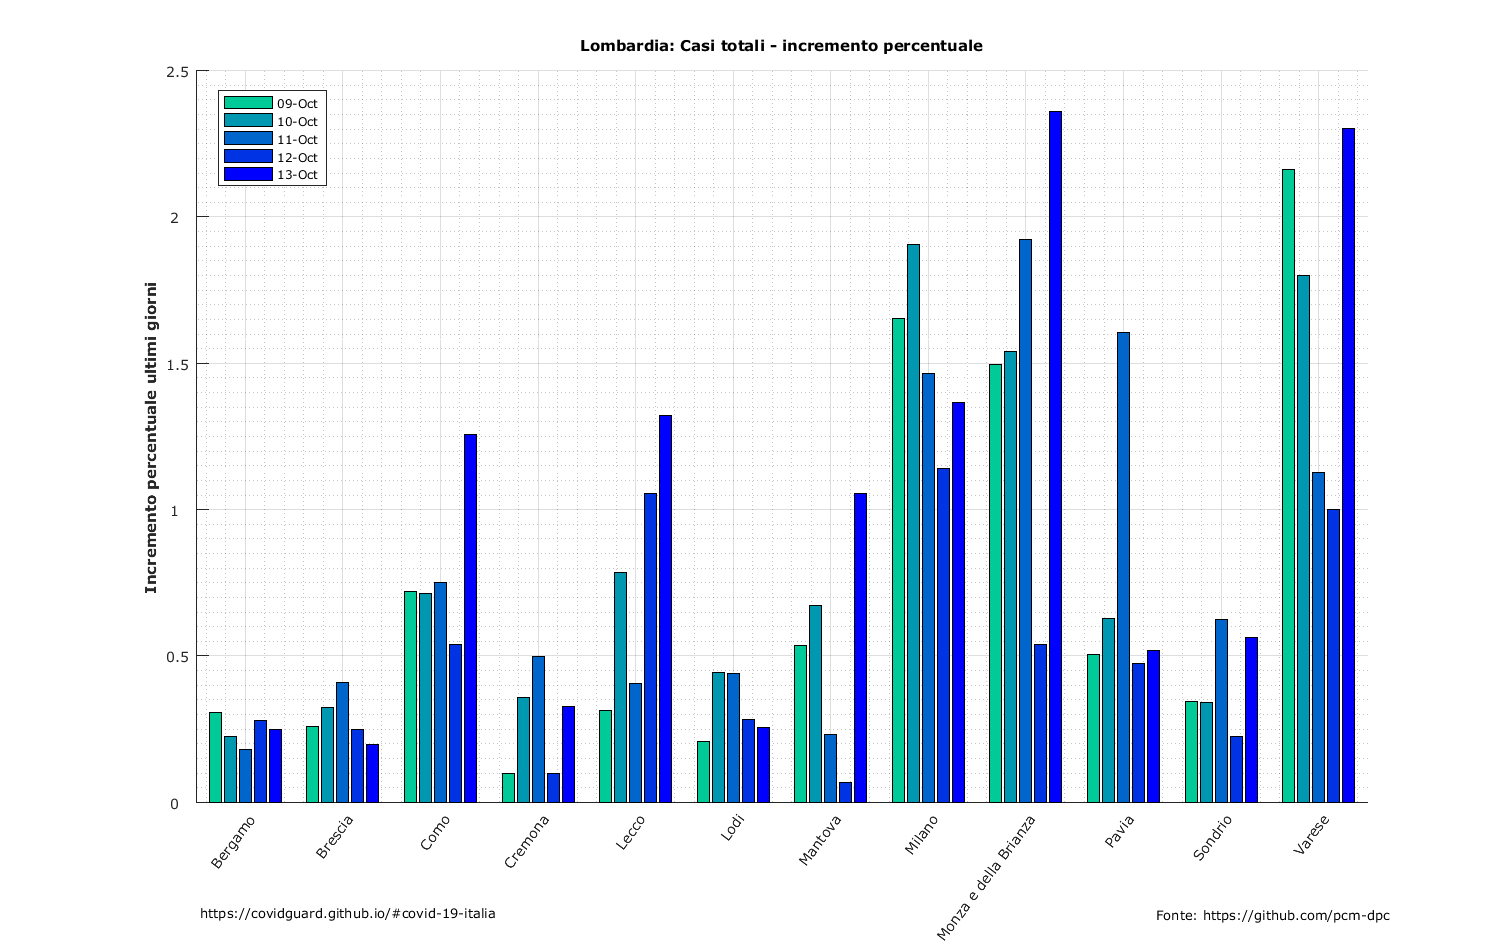 Lombardia: Casi totali - incremento percentuale
2.5
2
1.5
1
0.5
0
Incremento percentuale ultimi giorni
09-Oct
10-Oct
11-Oct
12-Oct
13-Oct
Bergamo
Brescia
Como
Cremona
Lecco
Lodi
Mantova
Milano
Monza e della Brianza
Pavia
Sondrio
Varese
https://covidguard.github.io/#covid-19-italia
Fonte: https://github.com/pcm-dpc